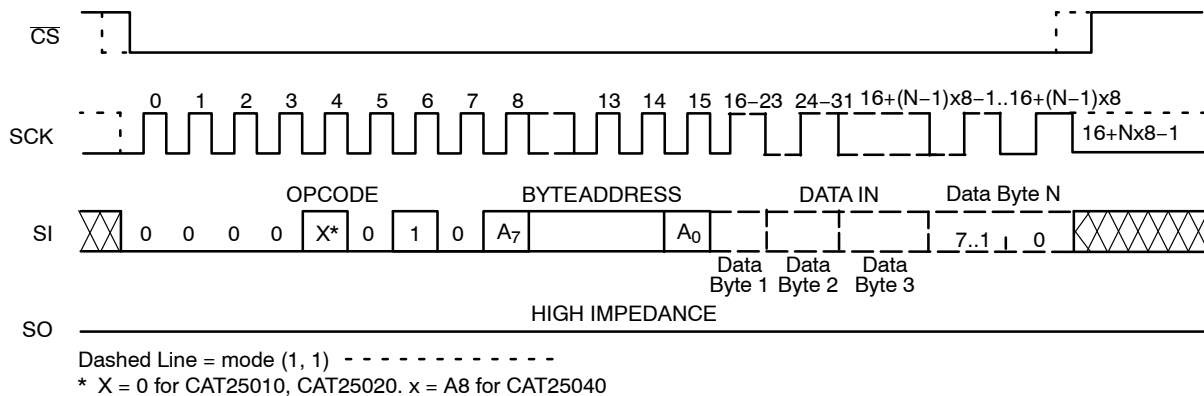 CS
0 1 2 3 4 5 6 7 8 13 14 15 16−23 24−31 16+(N−1)x8−1..16+(N−1)x8
SCK
16+Nx8−1
OPCODE BYTEADDRESS DATA IN Data Byte N
SI 0 0 0 0 X* 0 1 0 A7 A0 7..1 0
Data Byte 1
Data Byte 2
Data Byte 3
HIGH IMPEDANCE
SO
Dashed Line = mode (1, 1)
* X = 0 for CAT25010, CAT25020. x = A8 for CAT25040